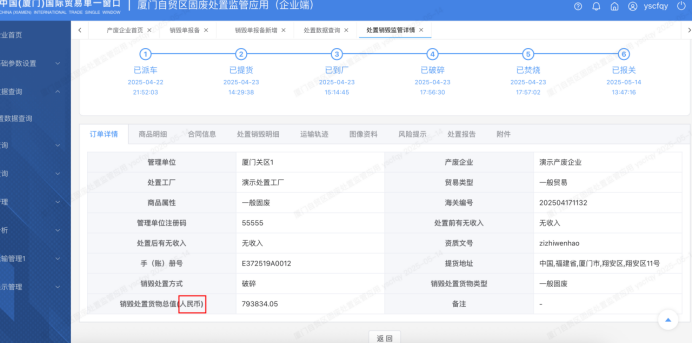 中国(厦门)国际贸易单一窗口 厦门自贸区固废处置监管应用（企业端） yscfqy
CHINA (XIAMEN) INTERNATIONAL TRADE SINGLE WINDOW
产废企业首页 × 销毁单报备 × 销毁单报备新增 × 处置数据查询 × 处置销毁监管详情 ×
企业首页
基础参数设置
数据查询
置数据查询
查询
查询
管理
分析
运输管理1
演示管理
1 2 3 4 5 6
已派车 已提货 已到厂 已破碎 已焚烧 已报关
2025-04-22 2025-04-23 2025-04-23 2025-04-23 2025-04-23 2025-05-14
21:52:03 14:29:38 15:14:45 17:56:30 17:57:02 13:47:16
订单详情 商品明细 合同信息 处置销毁明细 运输轨迹 图像资料 风险提示 处置报告 附件
管理单位 厦门关区1 产废企业 演示产废企业
处置工厂 演示处置工厂 贸易类型 一般贸易
商品属性 一般固废 海关编号 202504171132
管理单位注册码 55555 处置前有无收入 无收入
处置后有无收入 无收入 资质文号 zizhiwenhao
手（账）册号 E372519A0012 提货地址 中国,福建省,厦门市,翔安区,翔安区11号
销毁处置方式 破碎 销毁处置货物类型 一般固废
销毁处置货物总值(人民币) 793834.05 备注 -
返 回